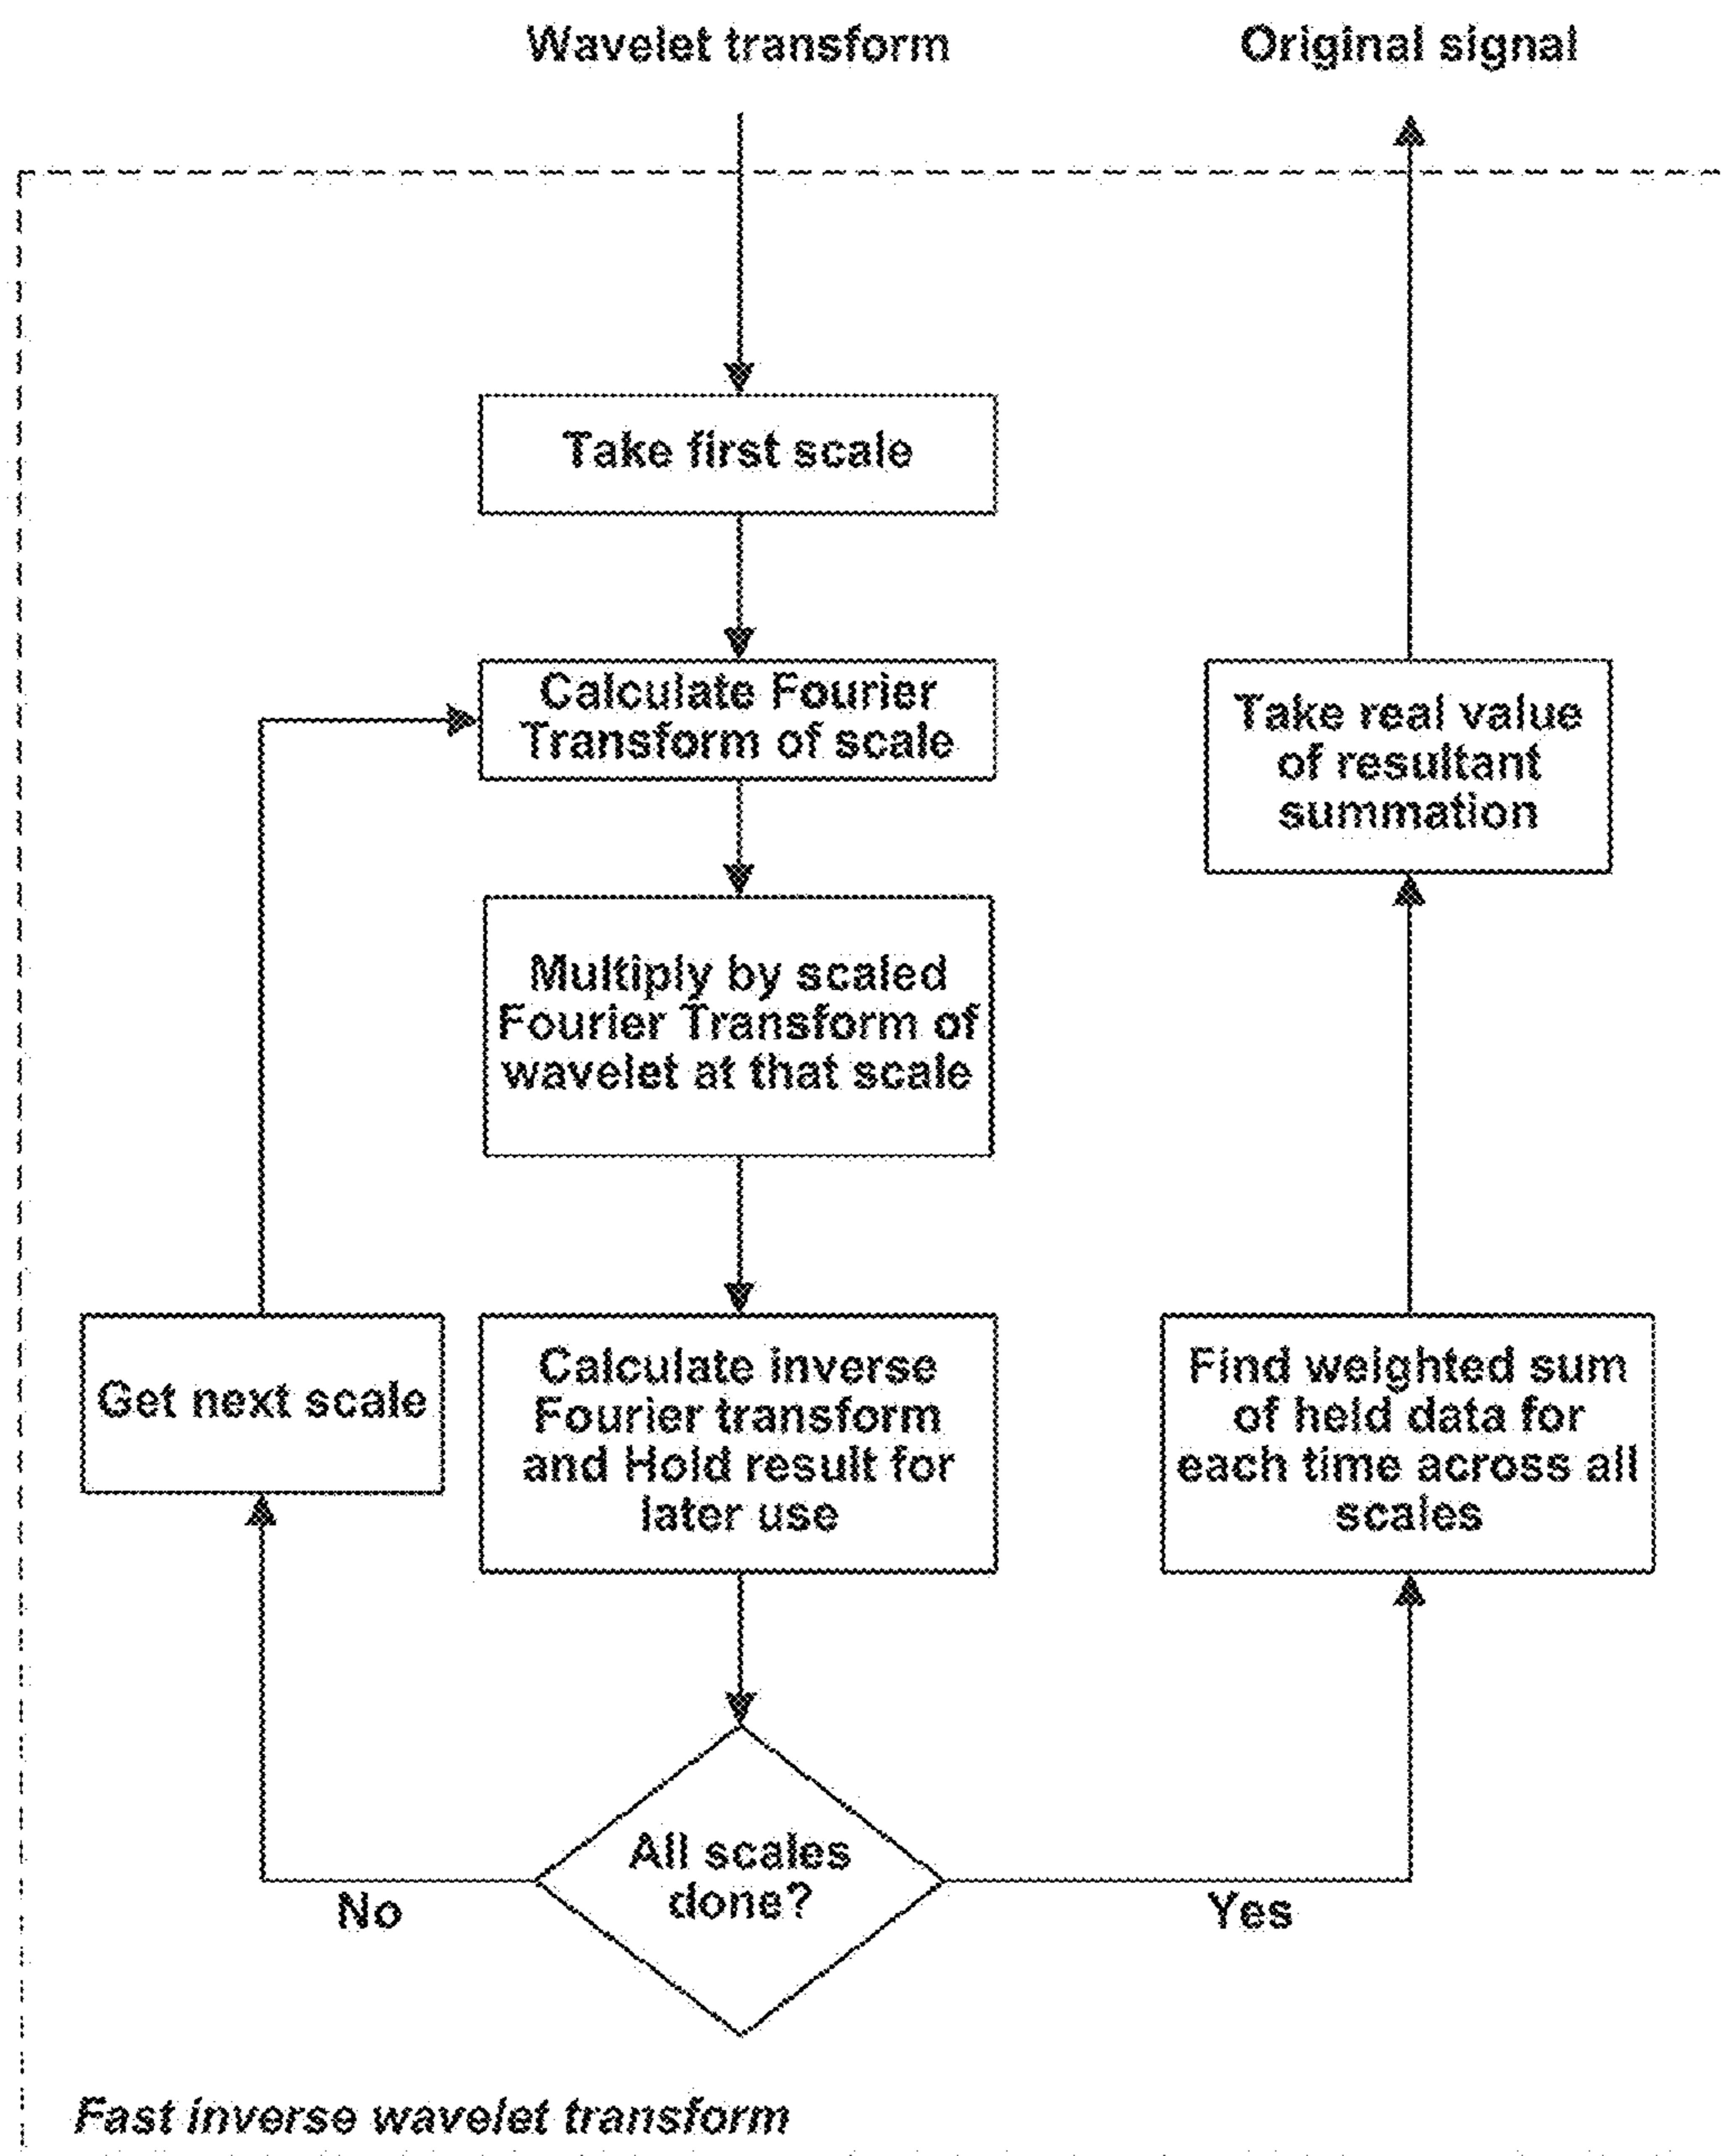 Wavelet transform
Original signal
Take first scale
Calculate Fourier
Transform of scale
Take real value
of resultant
summation
Multiply by scaled
Fourier Transform of
wavelet at that scale
Get next scale
Calculate inverse
Fourier transform
and Hold result for
later use
Find weighted sum
of held data for
each time across all
scales
All scales
done?
No
Yes
Fast inverse wavelet transform